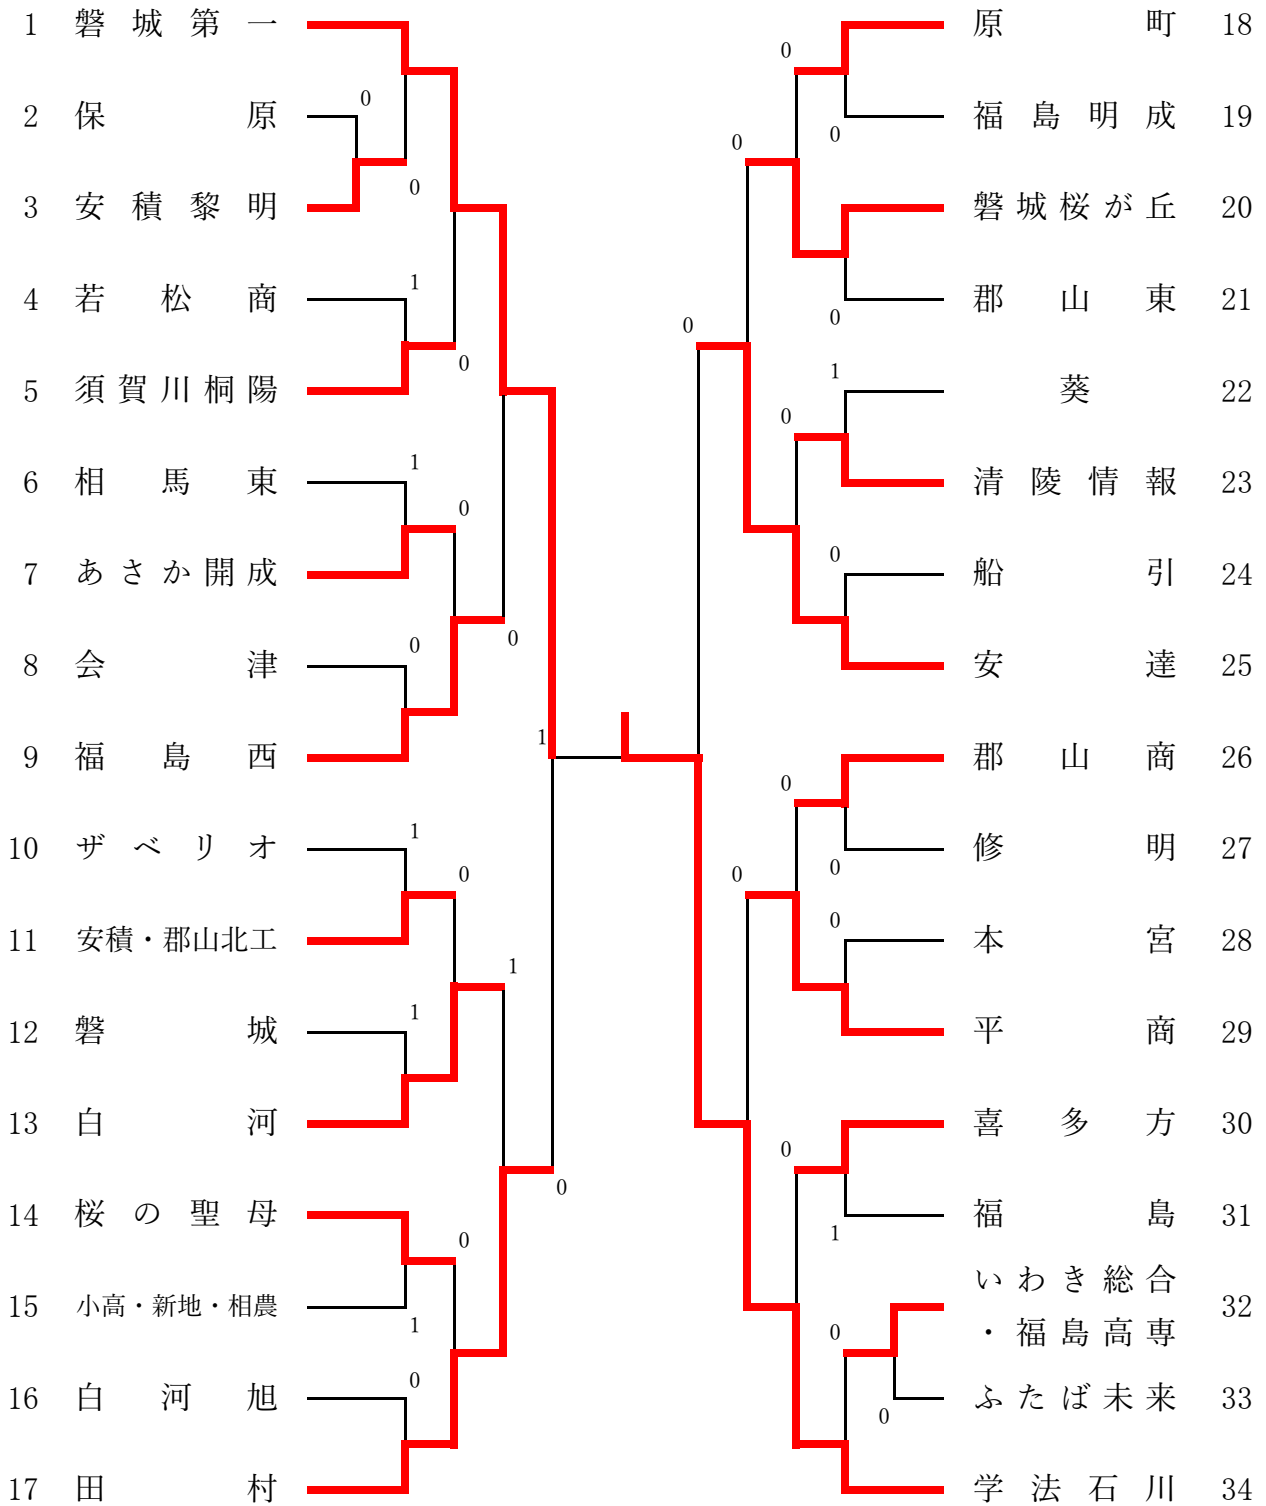 1 磐城第一
2 保原
3 安積黎明
4 若松商
5 須賀川桐陽
6 相馬東
7 あさか開成
8 会津
9 福島西
10 ザベリオ
11 安積・郡山北工
12 磐城
13 白河
14 桜の聖母
15 小高・新地・相農
16 白河旭
17 田村
0
0
1
0
1
0
0
0
1
1
0
1
1
0
0
1
0
原町 18
福島明成 19
磐城桜が丘 20
郡山東 21
葵 22
清陵情報 23
船引 24
安達 25
郡山商 26
修明 27
本宮 28
平商 29
喜多方 30
福島 31
いわき総合
・福島高専 32
ふたば未来 33
学法石川 34
0
0
0
0
0
1
0
0
0
0
0
0
0
1
0
0